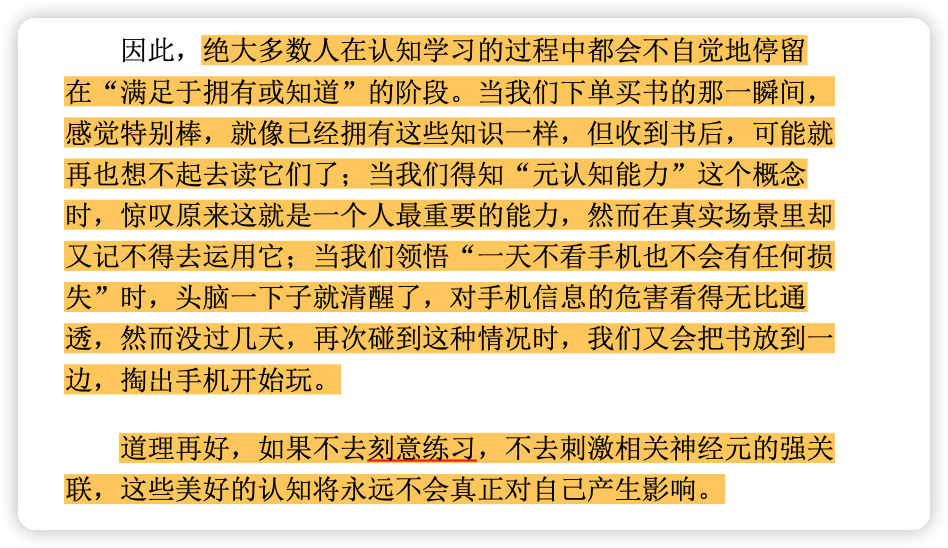 因此，绝大多数人在认知学习的过程中都会不自觉地停留
在“满足于拥有或知道”的阶段。当我们下单买书的那一瞬间，
感觉特别棒，就像已经拥有这些知识一样，但收到书后，可能就
再也想不起去读它们了；当我们得知“元认知能力”这个概念
时，惊叹原来这就是一个人最重要的能力，然而在真实场景里却
又记不得去运用它；当我们领悟“一天不看手机也不会有任何损
失”时，头脑一下子就清醒了，对手机信息的危害看得无比通
透，然而没过几天，再次碰到这种情况时，我们又会把书放到一
边，掏出手机开始玩。
道理再好，如果不去刻意练习，不去刺激相关神经元的强关
联，这些美好的认知将永远不会真正对自己产生影响。